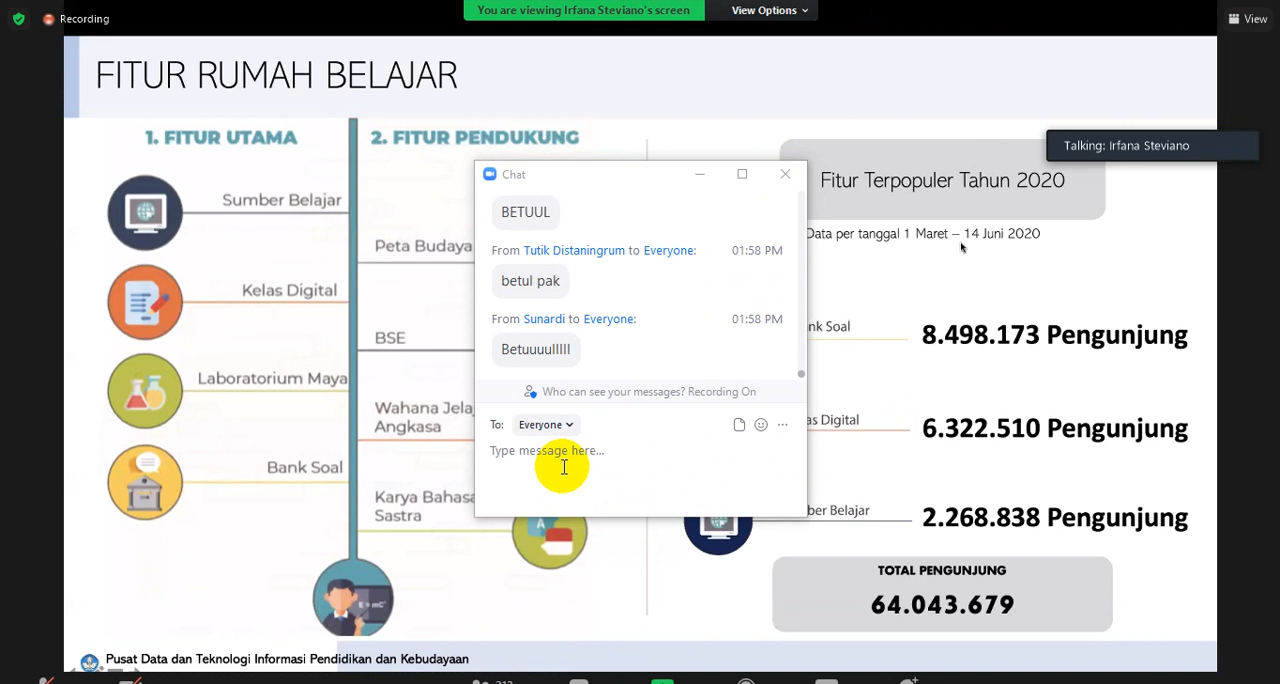 Recording
You are viewing Irfana Steviano's screen
View Options
View
FITUR RUMAH BELAJAR
Talking: Irfana Steviano
1. FITUR UTAMA
Sumber Belajar
Kelas Digital
Laboratorium Maya
Bank Soal
2. FITUR PENDUKUNG
Peta Budaya
BSE
Wahana Jela
Angkasa
Karya Bahasa
Sastra
Chat
BETUUL
From Tutik Distaningrum to Everyone: 01:58 PM
betul pak
From Sunardi to Everyone: 01:58 PM
Betuuuulllll
Who can see your messages? Recording On
To: Everyone
Type message here...
Fitur Terpopuler Tahun 2020
Data per tanggal 1 Maret – 14 Juni 2020
nk Soal 8.498.173 Pengunjung
as Digital 6.322.510 Pengunjung
ber Belajar 2.268.838 Pengunjung
TOTAL PENGUNJUNG
64.043.679
Pusat Data dan Teknologi Informasi Pendidikan dan Kebudayaan